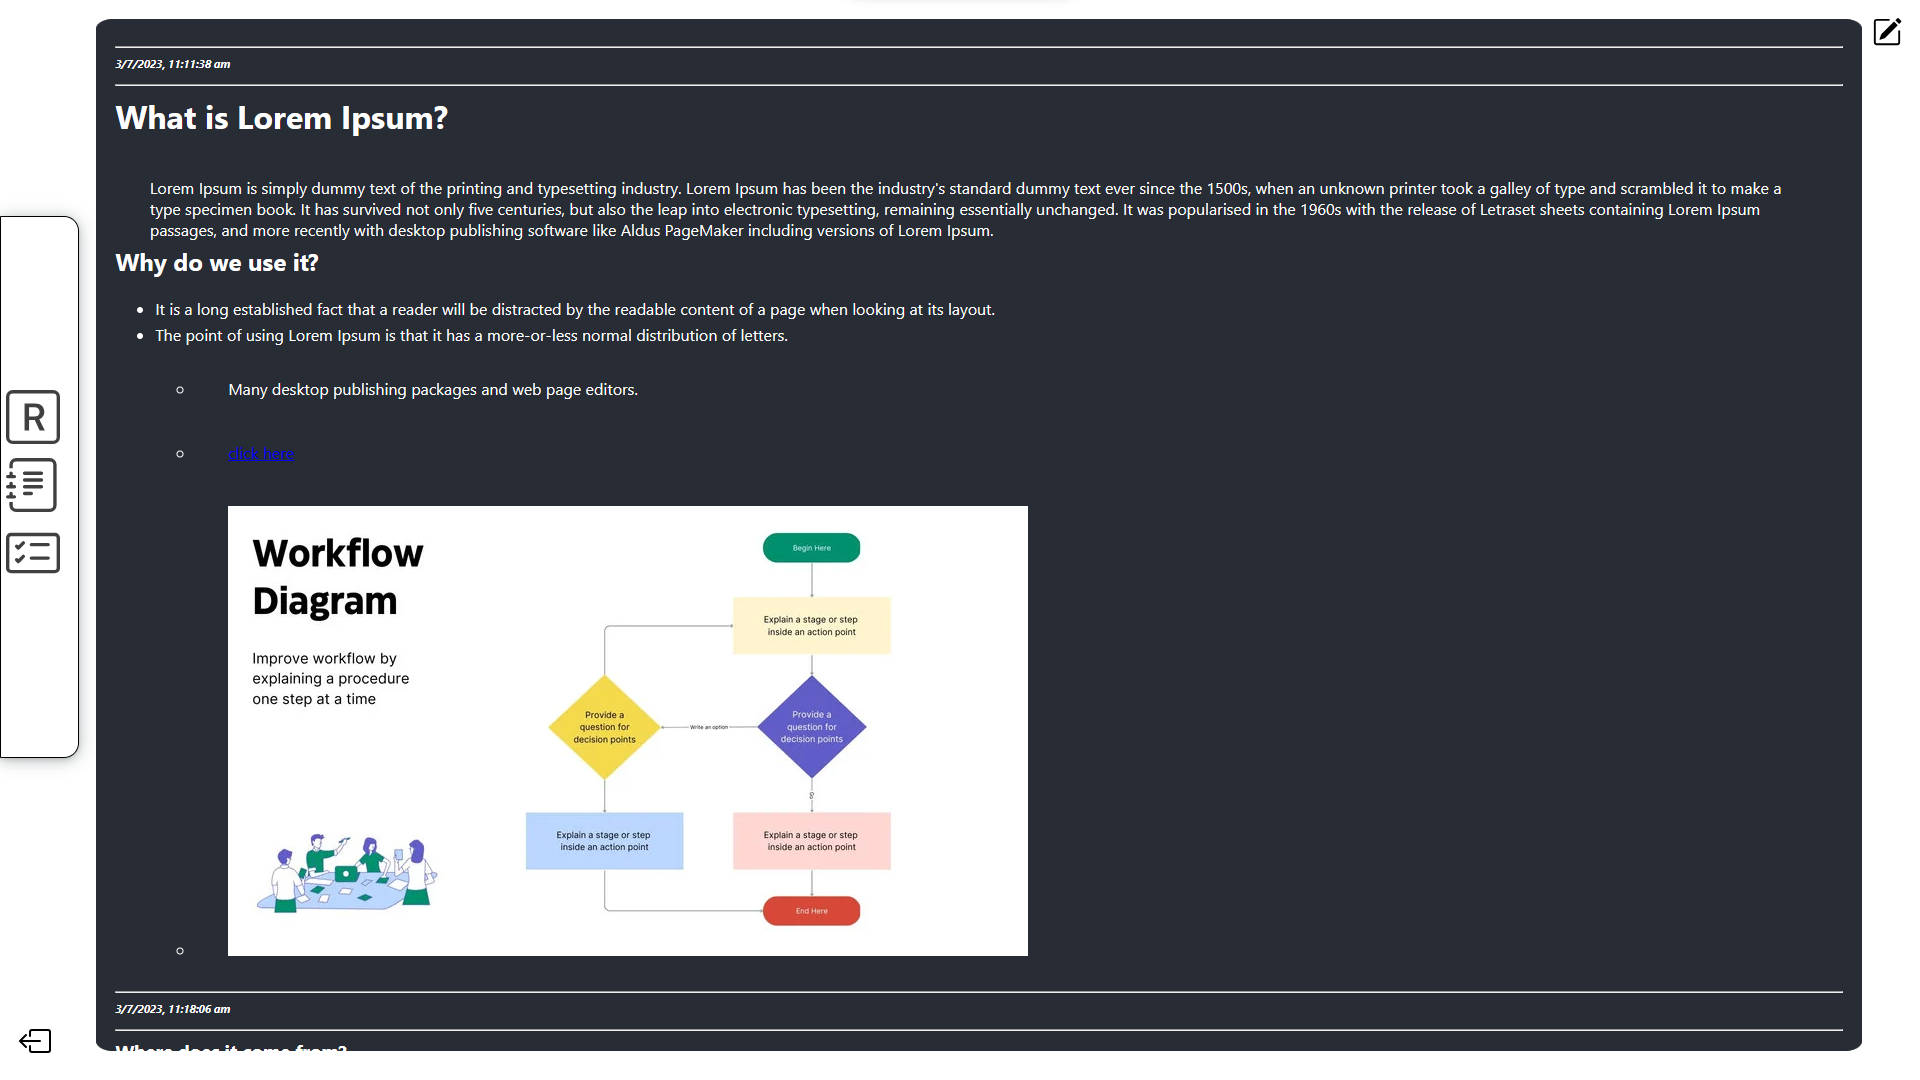 3/7/2023, 11:11:38 am
What is Lorem Ipsum?
Lorem Ipsum is simply dummy text of the printing and typesetting industry. Lorem Ipsum has been the industry's standard dummy text ever since the 1500s, when an unknown printer took a galley of type and scrambled it to make a
type specimen book. It has survived not only five centuries, but also the leap into electronic typesetting, remaining essentially unchanged. It was popularised in the 1960s with the release of Letraset sheets containing Lorem Ipsum
passages, and more recently with desktop publishing software like Aldus PageMaker including versions of Lorem Ipsum.
Why do we use it?
It is a long established fact that a reader will be distracted by the readable content of a page when looking at its layout.
The point of using Lorem Ipsum is that it has a more-or-less normal distribution of letters.
Many desktop publishing packages and web page editors.
R
click here
Workflow
Diagram
Improve workflow by
explaining a procedure
one step at a time
Begin Here
Explain a stage or step
inside an action point
Provide a
question for
decision points
Write an option
Provide a
question for
decision points
Explain a stage or step
inside an action point
Explain a stage or step
inside an action point
End Here
3/7/2023, 11:18:06 am
Where does it come from?